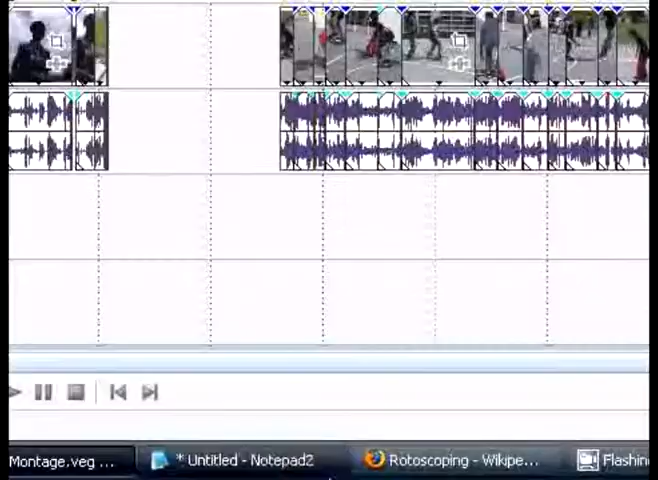 Montage.veg ...
* Untitled - Notepad2
Rotoscoping - Wikipe...
Flashin